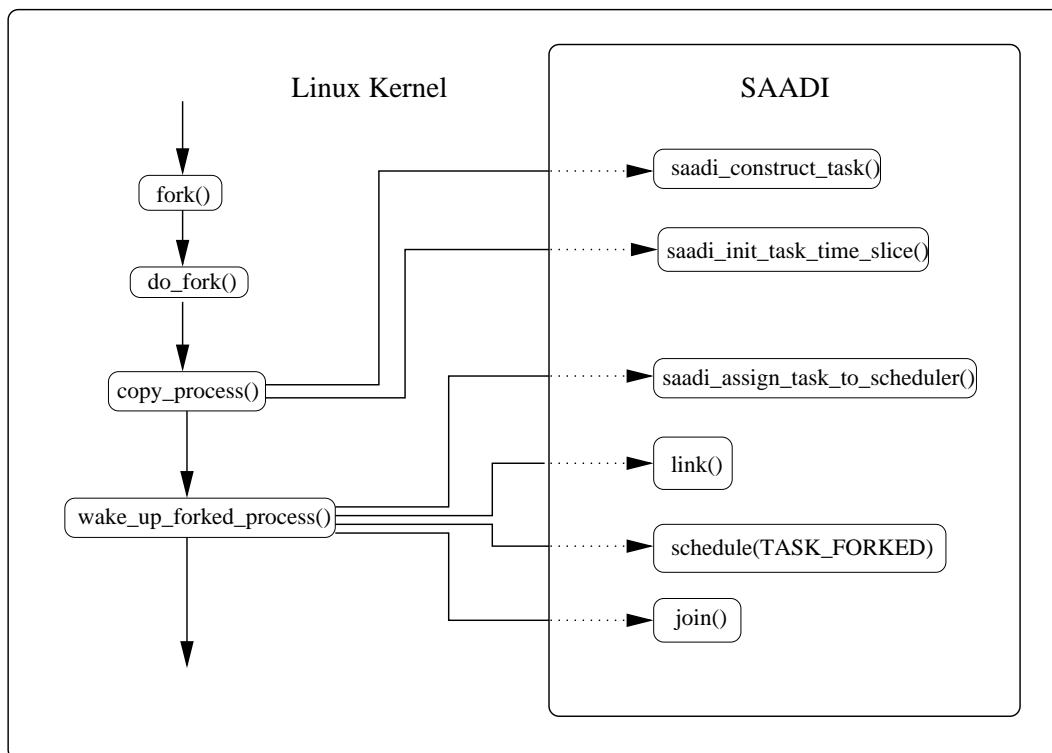 Linux Kernel
SAADI
fork()
do_fork()
copy_process()
wake_up_forked_process()
saadi_construct_task()
saadi_init_task_time_slice()
saadi_assign_task_to_scheduler()
link()
schedule(TASK_FORKED)
join()